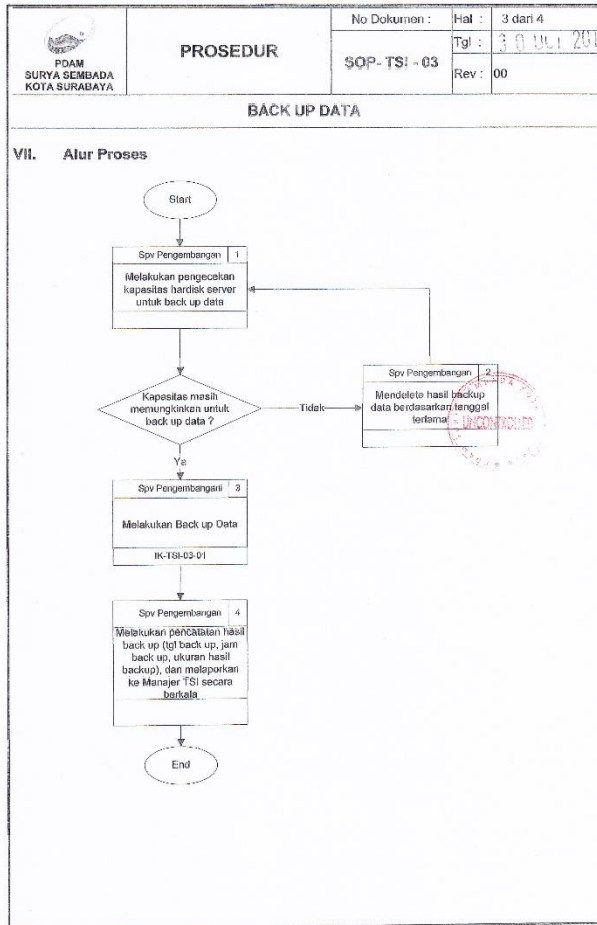 PDAM
SURYA SEMBADA
KOTA SURABAYA
PROSEDUR
No Dokumen :
SOP- TSI - 03
Hal : 3 dari 4
Tgl : 30 OCT 201
Rev : 00
BACK UP DATA
VII. Alur Proses
Start
Spv Pengembangan 1
Melakukan pengecekan
kapasitas hardisk server
untuk back up data
Spv Pengembangan 2
Mendelete hasil backup
data berdasarkan tanggal
terlama
UNCONTROLLED
Kapasitas masih
memungkinkan untuk
back up data ?
Tidak
Ya
Spv Pengembangan 3
Melakukan Back up Data
IK-TSI-03-01
Spv Pengembangan 4
Melakukan pencatatan hasil
back up (tgl back up, jam
back up, ukuran hasil
backup), dan melaporkan
ke Manajer TSI secara
berkala
End